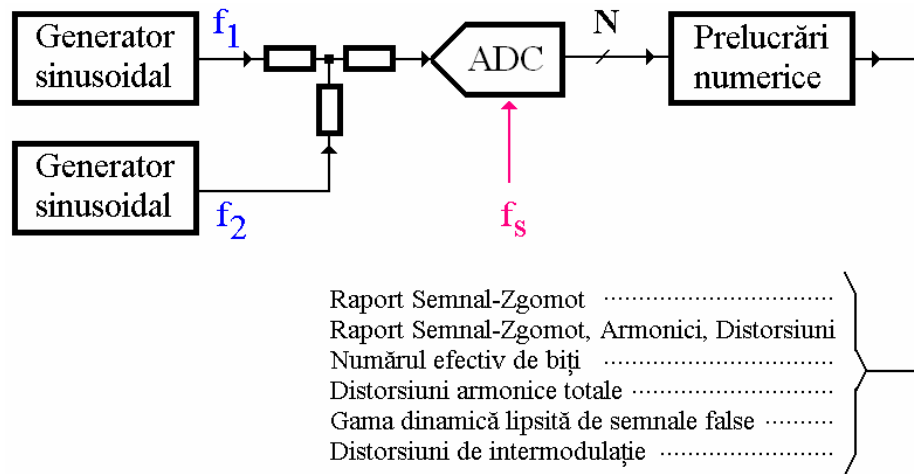 Generator
sinusoidal
f1
N
ADC
Prelucrări
numerice
Generator
sinusoidal
f2
fs
Raport Semnal-Zgomot
Raport Semnal-Zgomot, Armonici, Distorsiuni
Numărul efectiv de biți
Distorsiuni armonice totale
Gama dinamică lipsită de semnale false
Distorsiuni de intermodulație